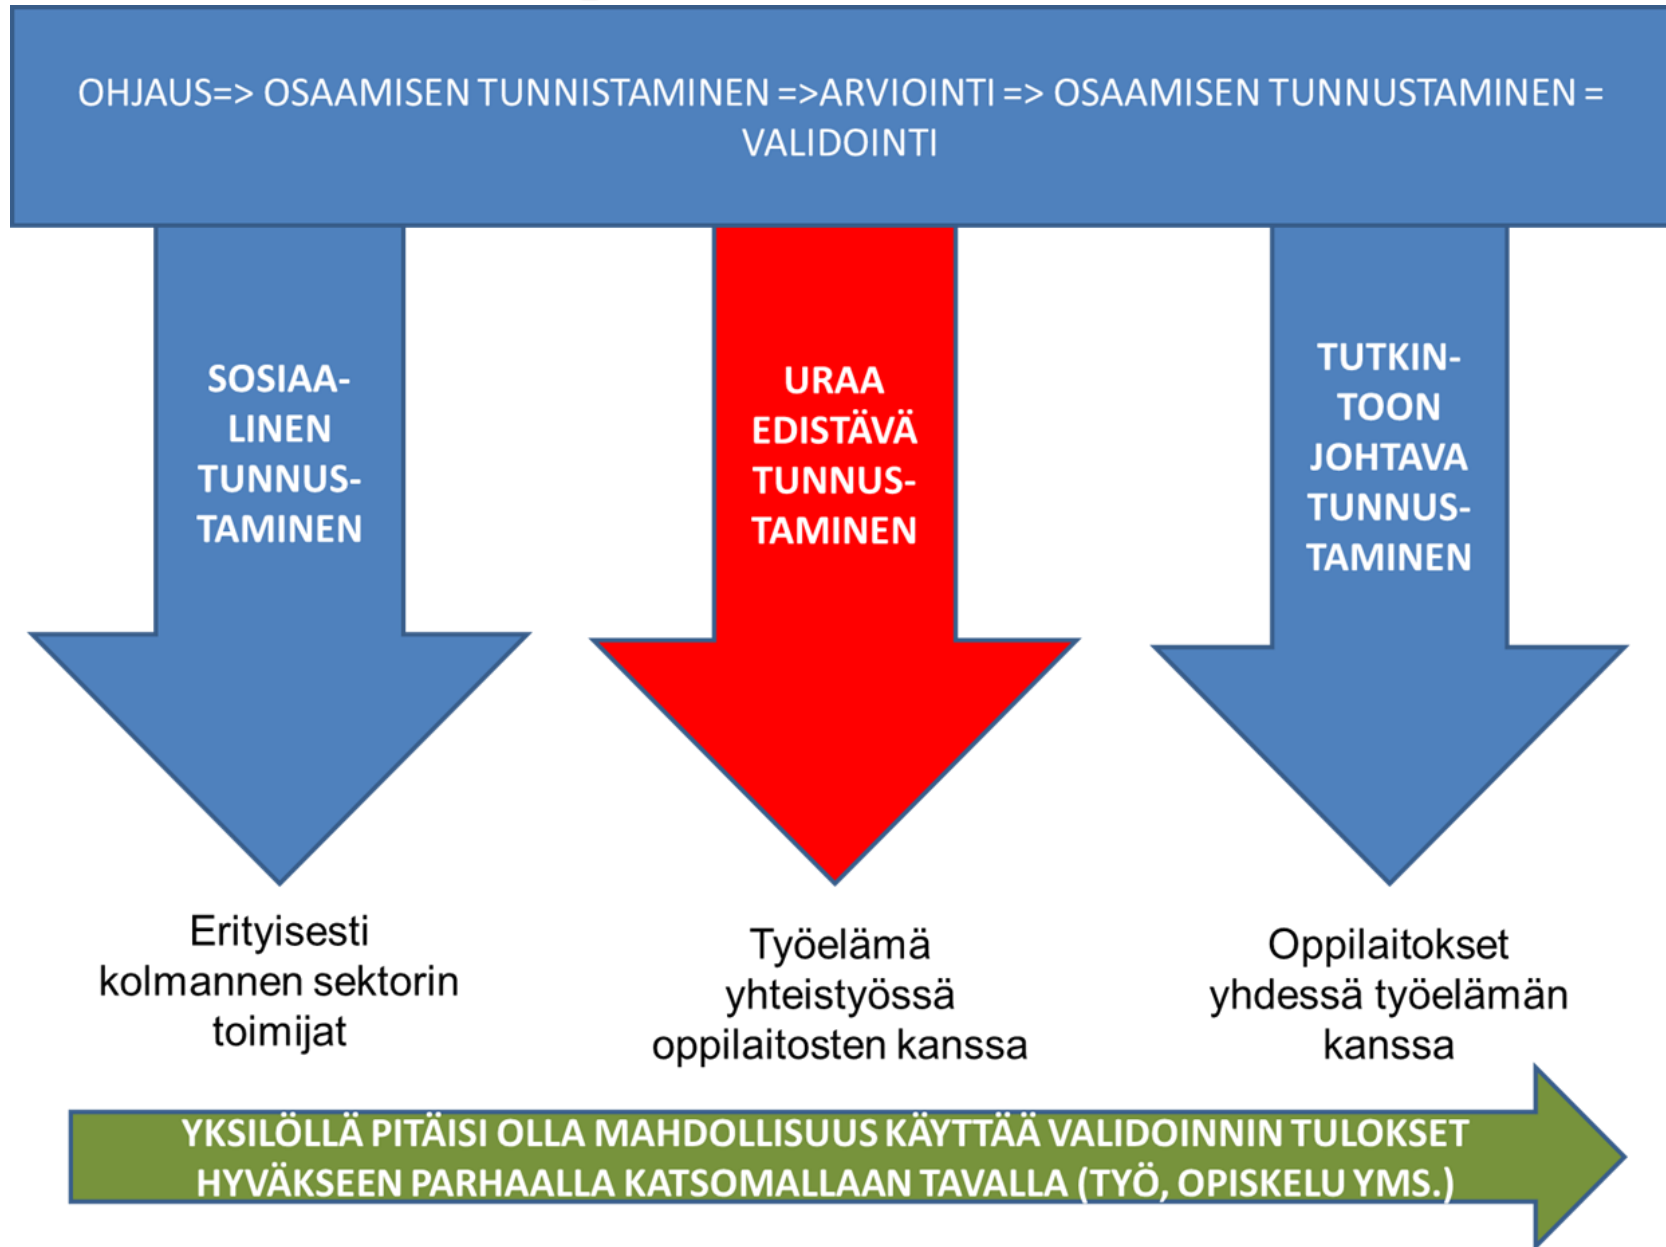 OHJAUS=> OSAAMISEN TUNNISTAMINEN =>ARVIOINTI => OSAAMISEN TUNNUSTAMINEN =
VALIDOINTI
SOSIAA-
LINEN
TUNNUS-
TAMINEN
URAA
EDISTÄVÄ
TUNNUS-
TAMINEN
TUTKIN-
TOON
JOHTAVA
TUNNUS-
TAMINEN
Erityisesti
kolmannen sektorin
toimijat
Työelämä
yhteistyössä
oppilaitosten kanssa
Oppilaitokset
yhdessä työelämän
kanssa
YKSILÖLLÄ PITÄISI OLLA MAHDOLLISUUS KÄYTTÄÄ VALIDOINNIN TULOKSET
HYVÄKSEEN PARHAALLA KATSOMALLAAN TAVALLA (TYÖ, OPISKELU YMS.)